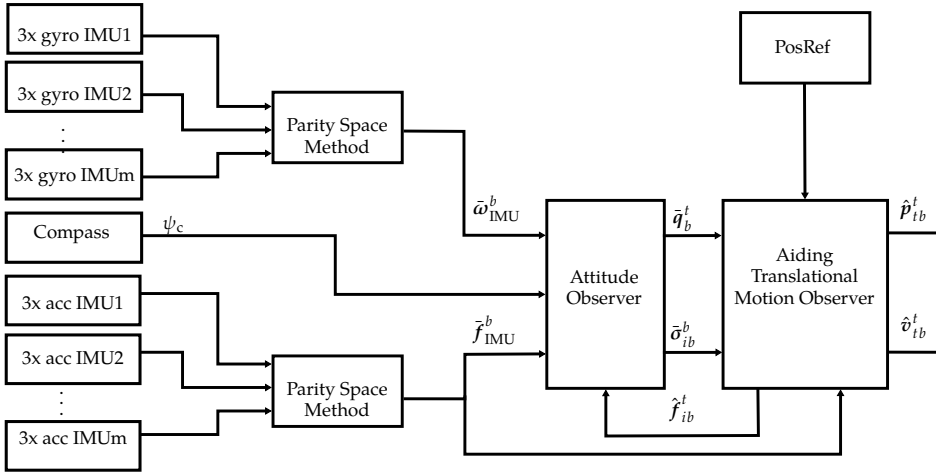 3x gyro IMU1
3x gyro IMU2
⋮
3x gyro IMUm
Parity Space
Method
PosRef
Compass
ψ_c
ω̄^b_IMU
3x acc IMU1
3x acc IMU2
⋮
3x acc IMUm
Parity Space
Method
f̄^b_IMU
Attitude
Observer
q̄^t_b
σ̄^b_ib
f̂^t_ib
Aiding
Translational
Motion Observer
p̂^t_tb
v̂^t_tb